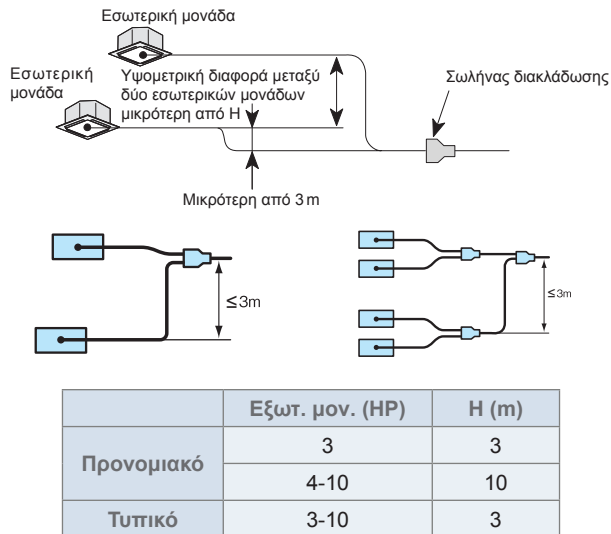 Εσωτερική μονάδα
Εσωτερική
μονάδα
Υψομετρική διαφορά μεταξύ
δύο εσωτερικών μονάδων
μικρότερη από H
Σωλήνας διακλάδωσης
Μικρότερη από 3 m
≤3m
≤3m
Εξωτ. μον. (HP) H (m)
Προνομιακό 3 3
4-10 10
Τυπικό 3-10 3